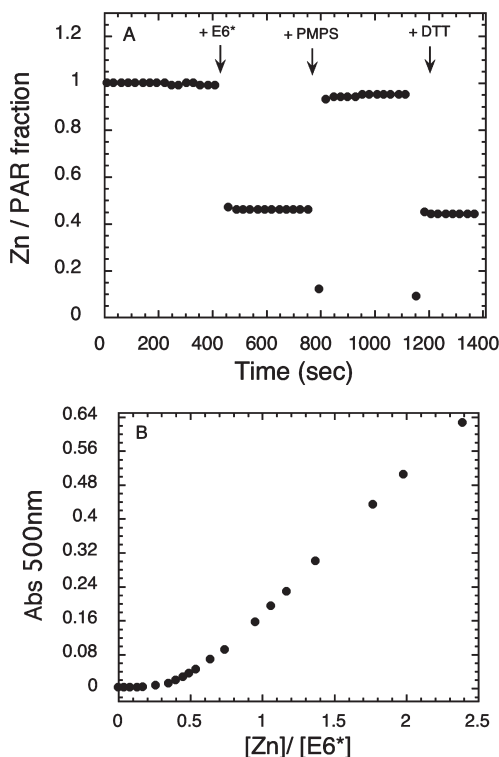 A
+ E6*
+ PMPS
+ DTT
Zn / PAR fraction
1.2
1
0.8
0.6
0.4
0.2
0
0 200 400 600 800 1000 1200 1400
Time (sec)
B
Abs 500nm
0.64
0.56
0.48
0.4
0.32
0.24
0.16
0.08
0
0 0.5 1 1.5 2 2.5
[Zn]/ [E6*]